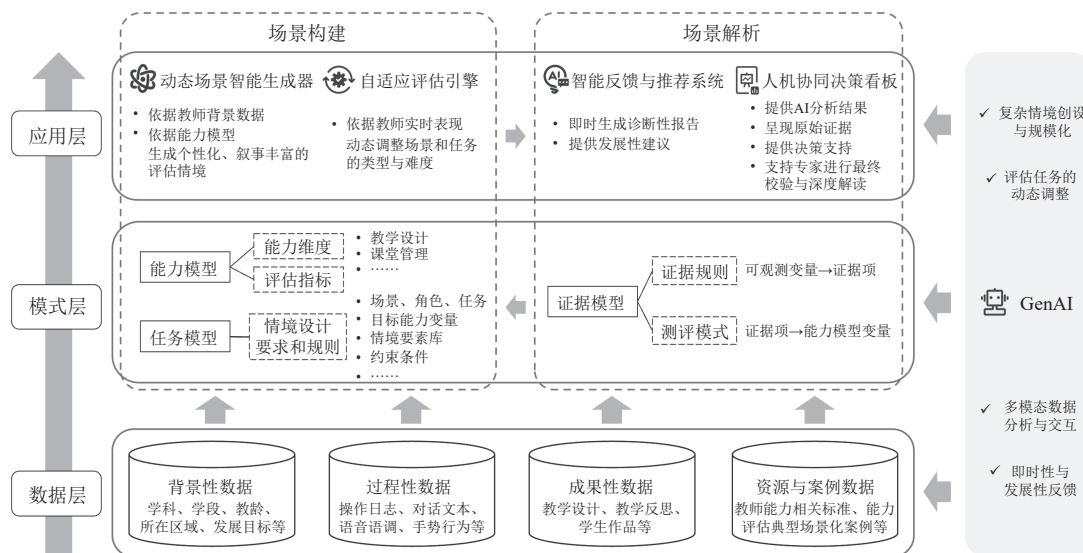 场景构建
场景解析
应用层
动态场景智能生成器
• 依据教师背景数据
• 依据能力模型
生成个性化、叙事丰富的
评估情境
自适应评估引擎
• 依据教师实时表现
动态调整场景和任务
的类型与难度
AI
智能反馈与推荐系统
• 即时生成诊断性报告
• 提供发展性建议
人机协同决策看板
• 提供AI分析结果
• 呈现原始证据
• 提供决策支持
• 支持专家进行最终
校验与深度解读
✓ 复杂情境创设
与规模化
✓ 评估任务的
动态调整
模式层
能力模型
能力维度
评估指标
• 教学设计
• 课堂管理
• ……
任务模型
情境设计
要求和规则
• 场景、角色、任务
• 目标能力变量
• 情境要素库
• 约束条件
• ……
证据模型
证据规则
可观测变量→证据项
测评模式
证据项→能力模型变量
GenAI
数据层
背景性数据
学科、学段、教龄、
所在区域、发展目标等
过程性数据
操作日志、对话文本、
语音语调、手势行为等
成果性数据
教学设计、教学反思、
学生作品等
资源与案例数据
教师能力相关标准、能力
评估典型场景化案例等
✓ 多模态数据
分析与交互
✓ 即时性与
发展性反馈